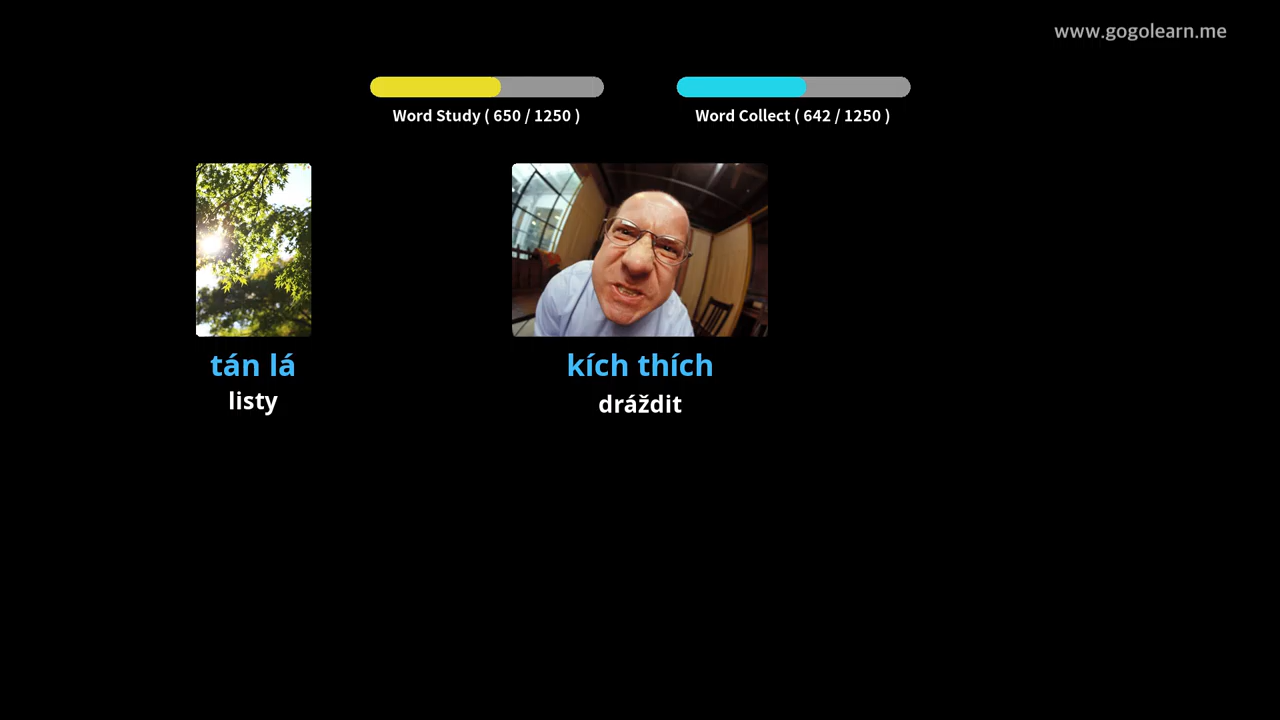 www.gogolearn.me
Word Study ( 650 / 1250 )
Word Collect ( 642 / 1250 )
tán lá
listy
kích thích
dráždit